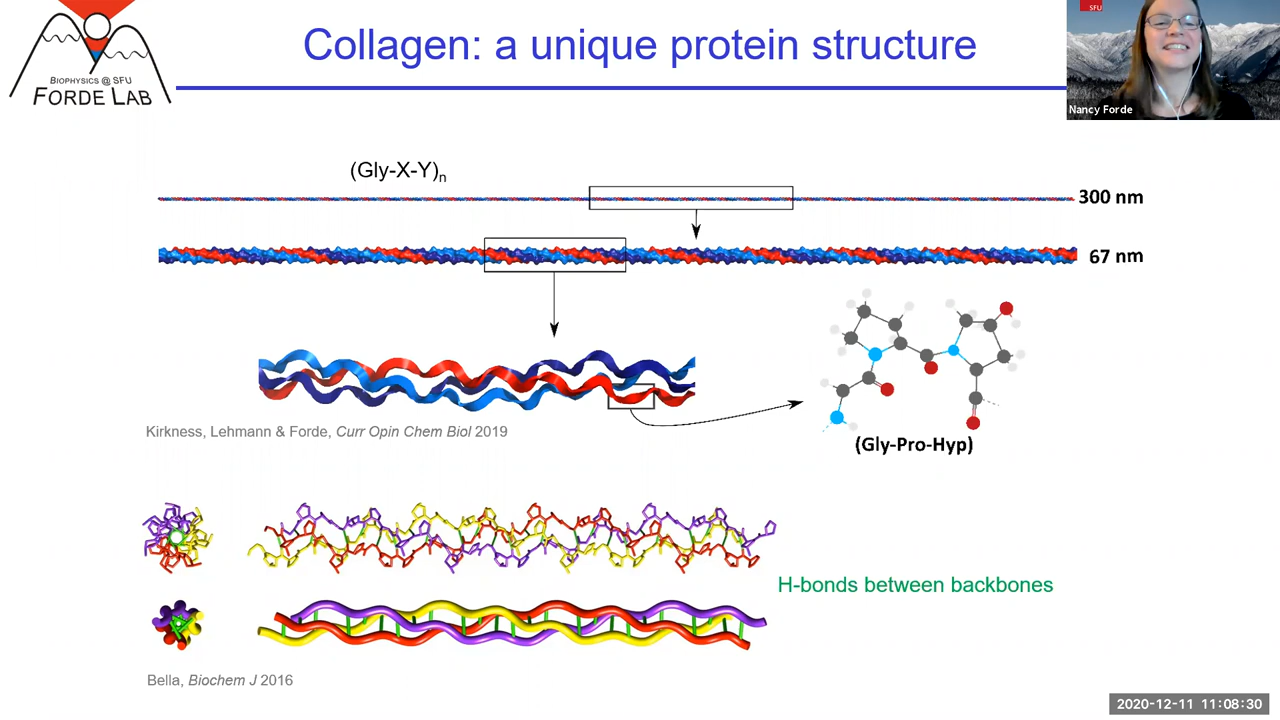 Collagen: a unique protein structure
BIOPHYSICS @ SFU
FORDE LAB
SFU
Nancy Forde
(Gly-X-Y)n
300 nm
67 nm
(Gly-Pro-Hyp)
Kirkness, Lehmann & Forde, Curr Opin Chem Biol 2019
H-bonds between backbones
Bella, Biochem J 2016
2020-12-11 11:08:30